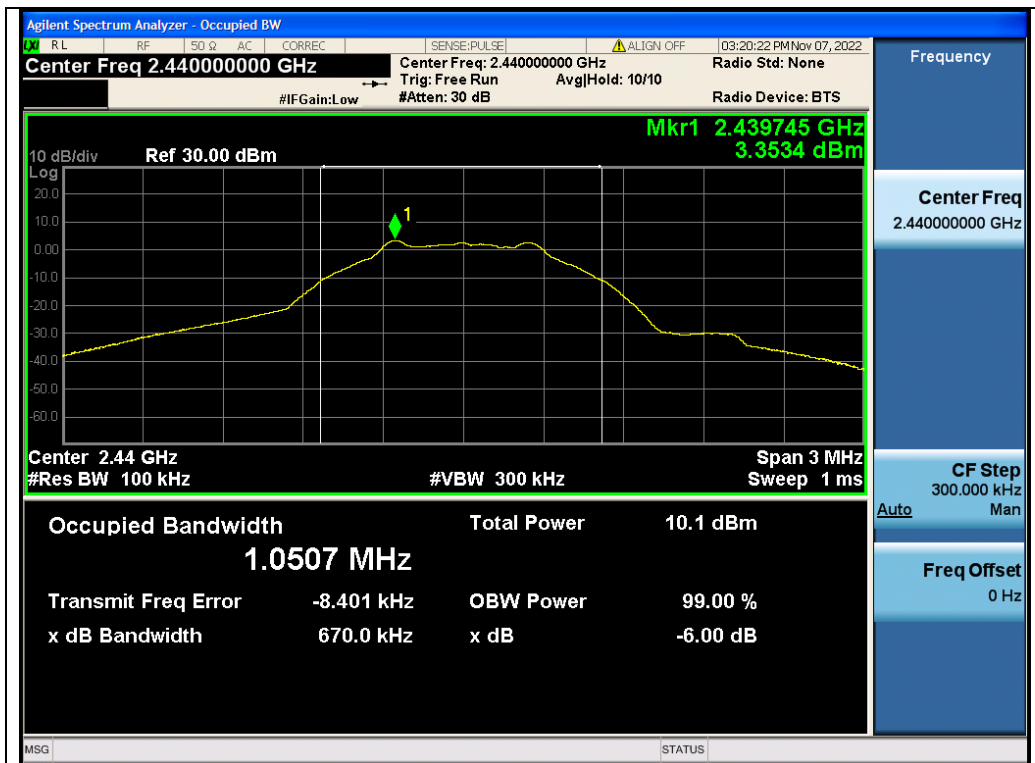 Agilent Spectrum Analyzer - Occupied BW
LXI RL RF 50 Ω AC CORREC SENSE:PULSE ALIGN OFF 03:20:22 PM Nov 07, 2022
Center Freq 2.440000000 GHz
Center Freq: 2.440000000 GHz Radio Std: None
Trig: Free Run Avg|Hold: 10/10
#IFGain:Low #Atten: 30 dB Radio Device: BTS
Mkr1 2.439745 GHz
3.3534 dBm
10 dB/div Ref 30.00 dBm
Log
20.0
10.0
0.00
-10.0
-20.0
-30.0
-40.0
-50.0
-60.0
1
Center 2.44 GHz Span 3 MHz
#Res BW 100 kHz #VBW 300 kHz Sweep 1 ms
Occupied Bandwidth Total Power 10.1 dBm
1.0507 MHz
Transmit Freq Error -8.401 kHz OBW Power 99.00 %
x dB Bandwidth 670.0 kHz x dB -6.00 dB
MSG STATUS
Frequency
Center Freq
2.440000000 GHz
CF Step
300.000 kHz
Auto Man
Freq Offset
0 Hz